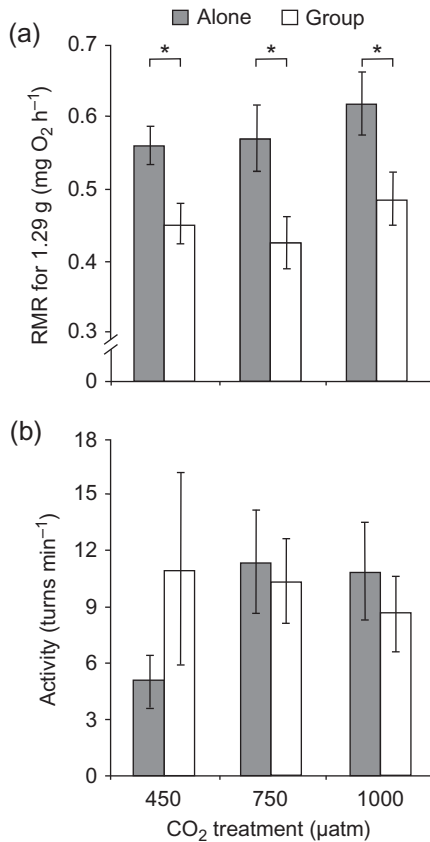 Alone Group
(a)
0.7
* * *
0.6
0.5
0.4
0.3
0
RMR for 1.29 g (mg O₂ h⁻¹)
(b)
18
15
12
9
6
3
0
Activity (turns min⁻¹)
450 750 1000
CO₂ treatment (µatm)